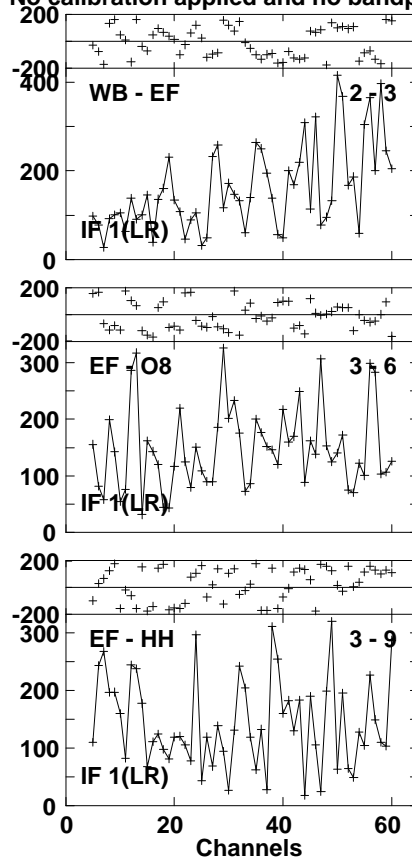 No calibration applied and no bandp
-200
400
WB - EF 2 - 3
200
IF 1(LR)
0
200
-200
300
EF - O8 3 - 6
200
100
IF 1(LR)
0
200
-200
300
EF - HH 3 - 9
200
100
IF 1(LR)
0
0 20 40 60
Channels